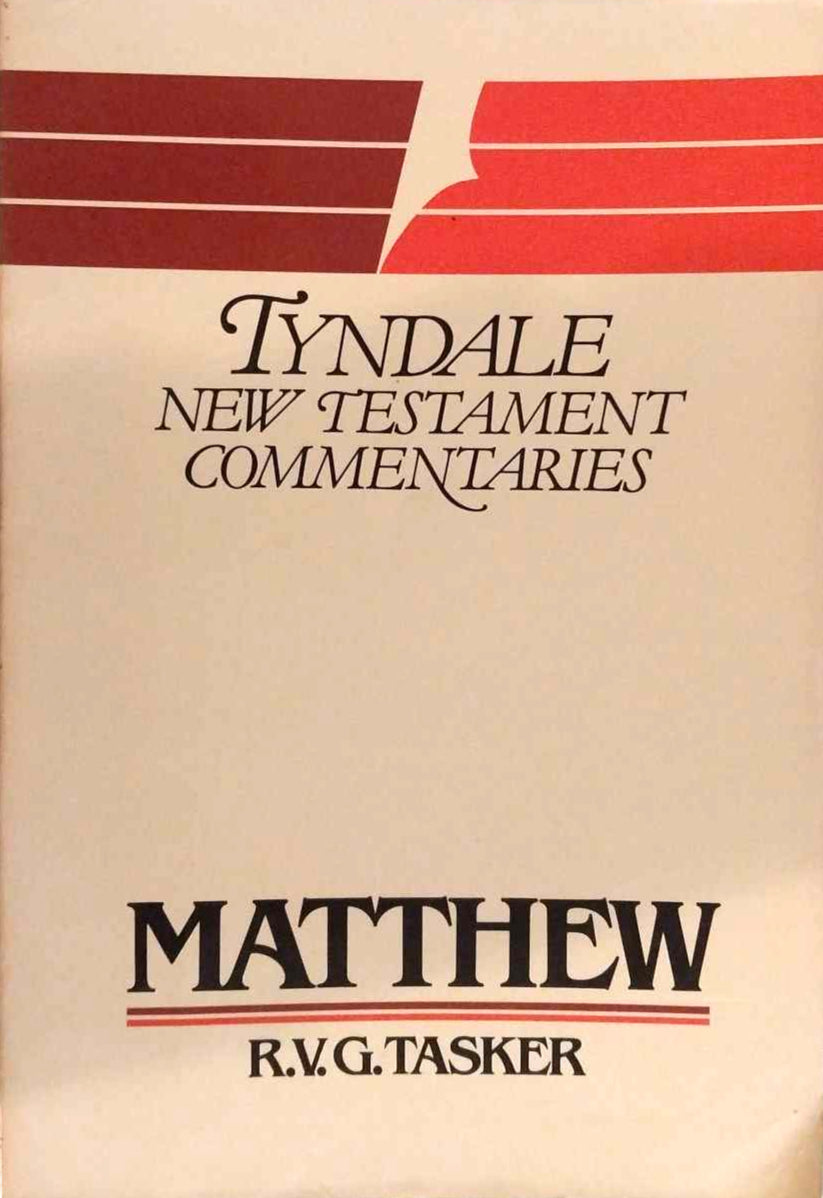 TYNDALE
NEW TESTAMENT
COMMENTARIES
MATTHEW
R.V.G. TASKER